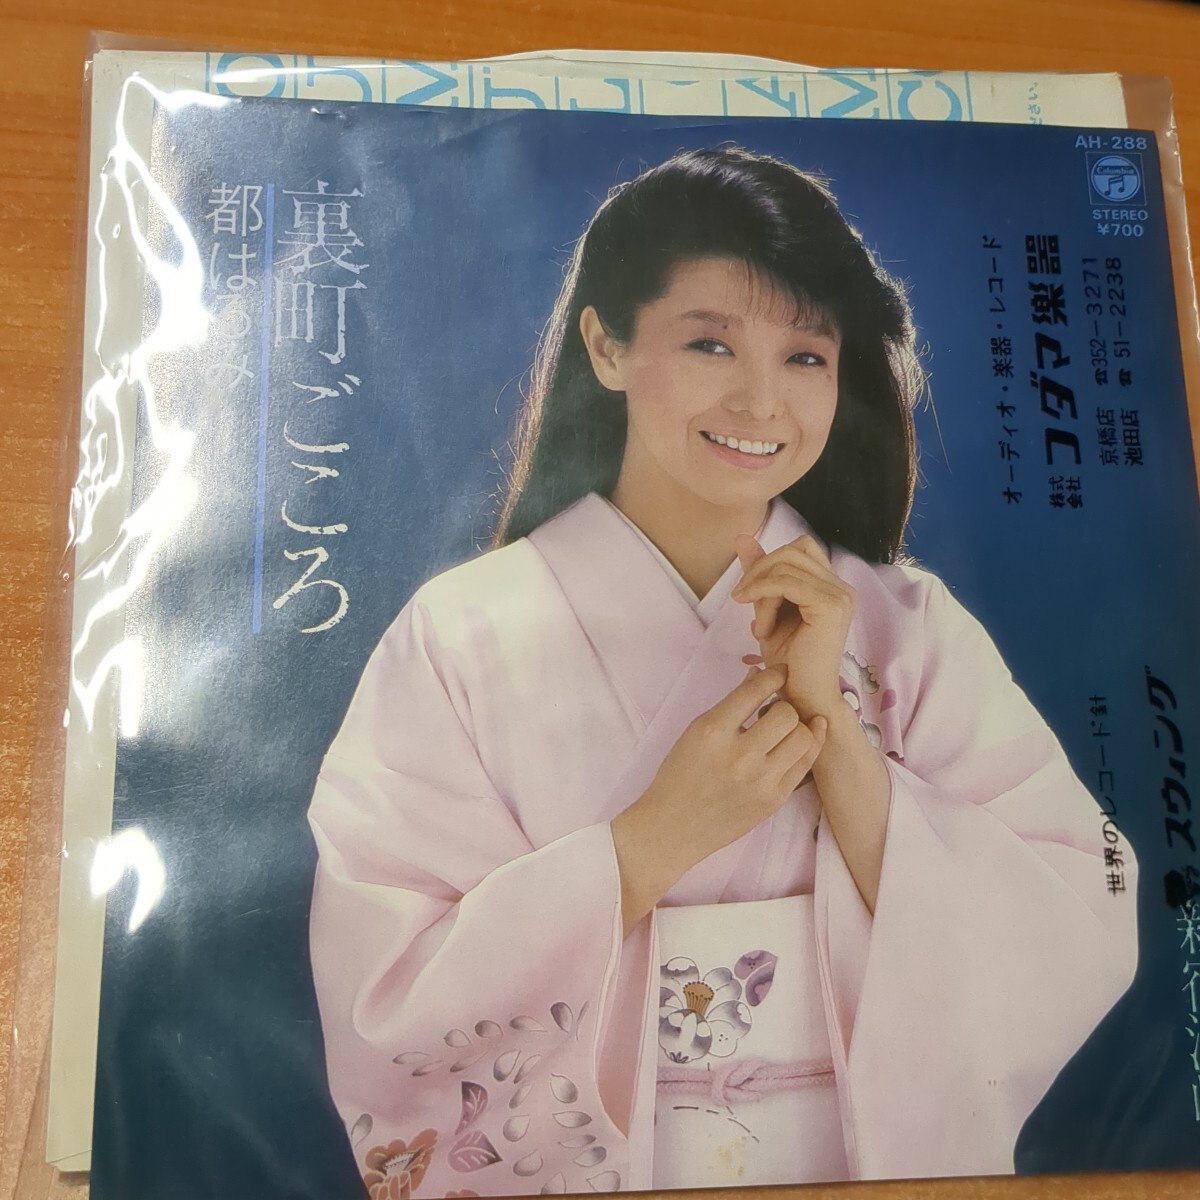 AH-288
Columbia
STEREO
¥700
裏町ごころ
都はるみ
オーディオ・楽器・レコード
株式会社 コダマ楽器
京橋店 ☎352-3271
池田店 ☎ 51-2238
世界のレコード針
スウィング